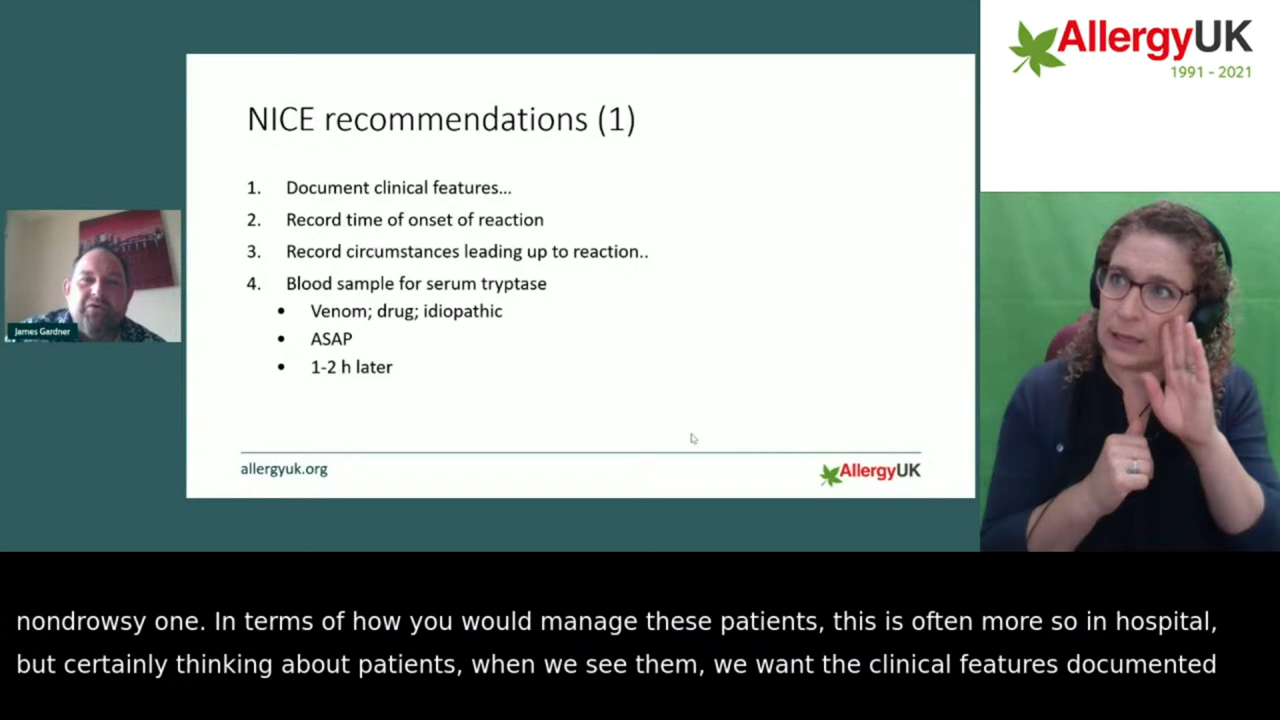 AllergyUK
1991 - 2021
NICE recommendations (1)
1. Document clinical features...
2. Record time of onset of reaction
3. Record circumstances leading up to reaction..
4. Blood sample for serum tryptase
• Venom; drug; idiopathic
• ASAP
• 1-2 h later
James Gardner
allergyuk.org
AllergyUK
nondrowsy one. In terms of how you would manage these patients, this is often more so in hospital,
but certainly thinking about patients, when we see them, we want the clinical features documented